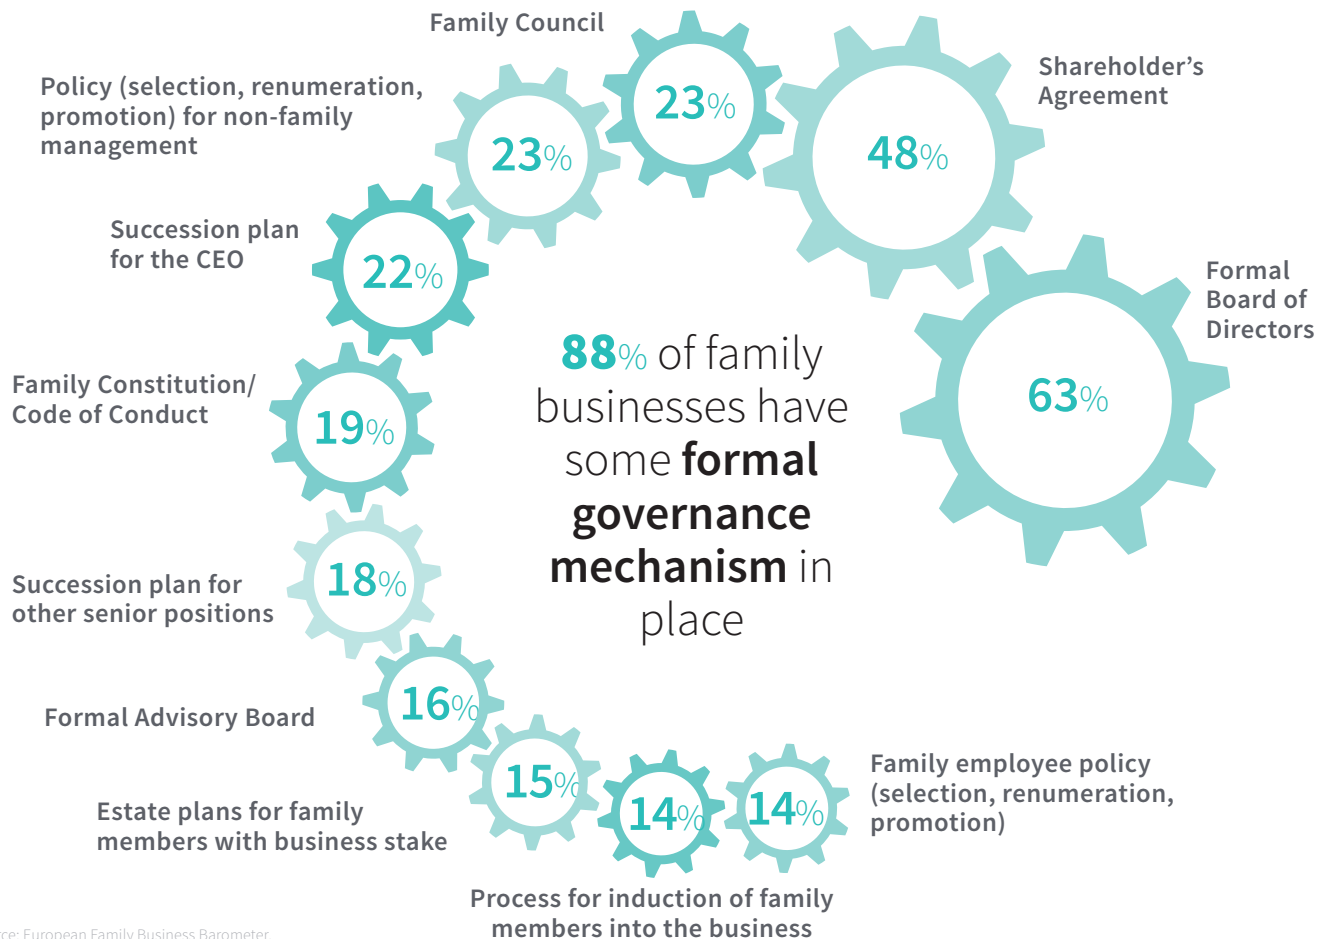 Family Council
23%
Shareholder's
Agreement
48%
Policy (selection, renumeration,
promotion) for non-family
management
23%
Succession plan
for the CEO
22%
Formal
Board of
Directors
63%
88% of family
businesses have
some formal
governance
mechanism in
place
Family Constitution/
Code of Conduct
19%
Succession plan for
other senior positions
18%
Formal Advisory Board
16%
Estate plans for family
members with business stake
15%
Process for induction of family
members into the business
14%
Family employee policy
(selection, renumeration,
promotion)
14%
rce: European Family Business Barometer